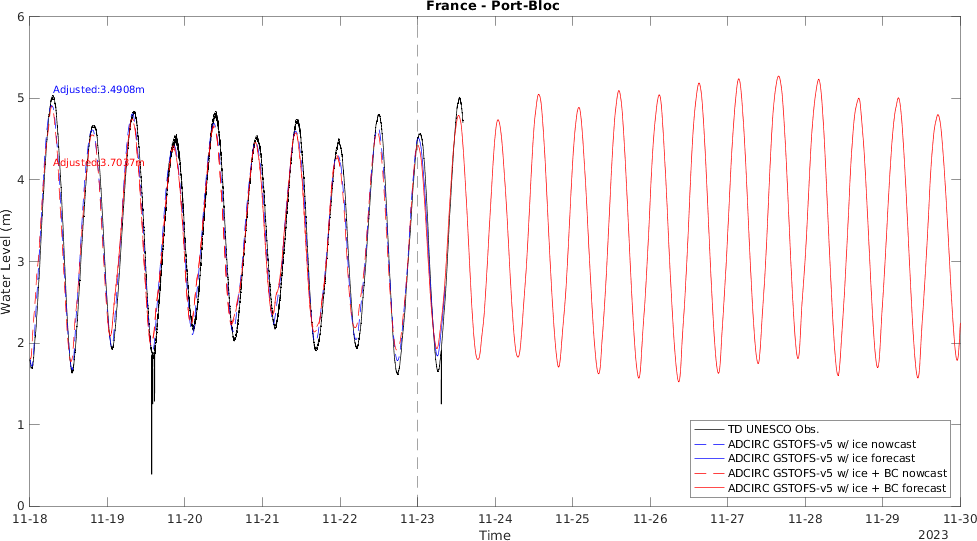 France - Port-Bloc
Water Level (m)
6
5
4
3
2
1
0
Adjusted:3.4908m
Adjusted:3.7037m
TD UNESCO Obs.
ADCIRC GSTOFS-v5 w/ ice nowcast
ADCIRC GSTOFS-v5 w/ ice forecast
ADCIRC GSTOFS-v5 w/ ice + BC nowcast
ADCIRC GSTOFS-v5 w/ ice + BC forecast
11-18 11-19 11-20 11-21 11-22 11-23 11-24 11-25 11-26 11-27 11-28 11-29 11-30
Time
2023